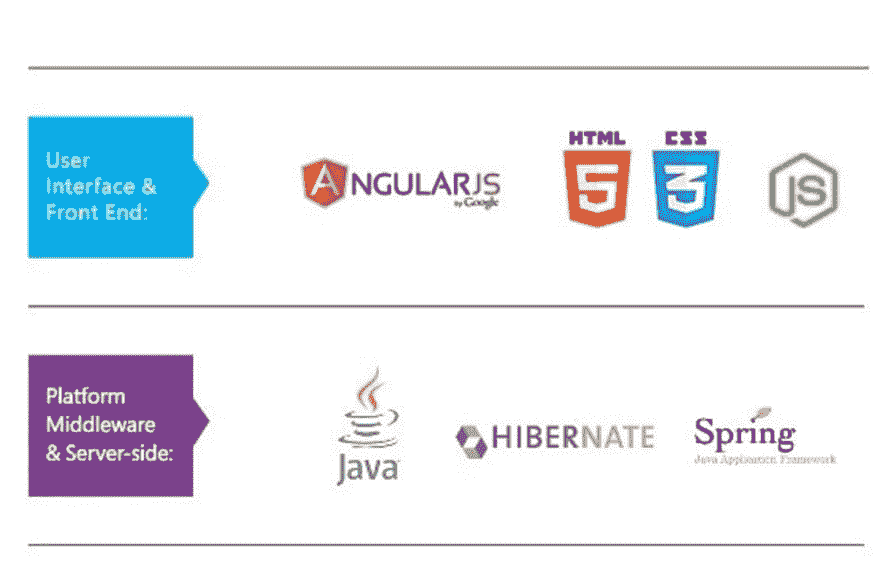 User
Interface &
Front End:
ANGULARJS
by Google
HTML
5
CSS
3
JS
Platform
Middleware
& Server-side:
Java
HIBERNATE
Spring
Java Application Framework